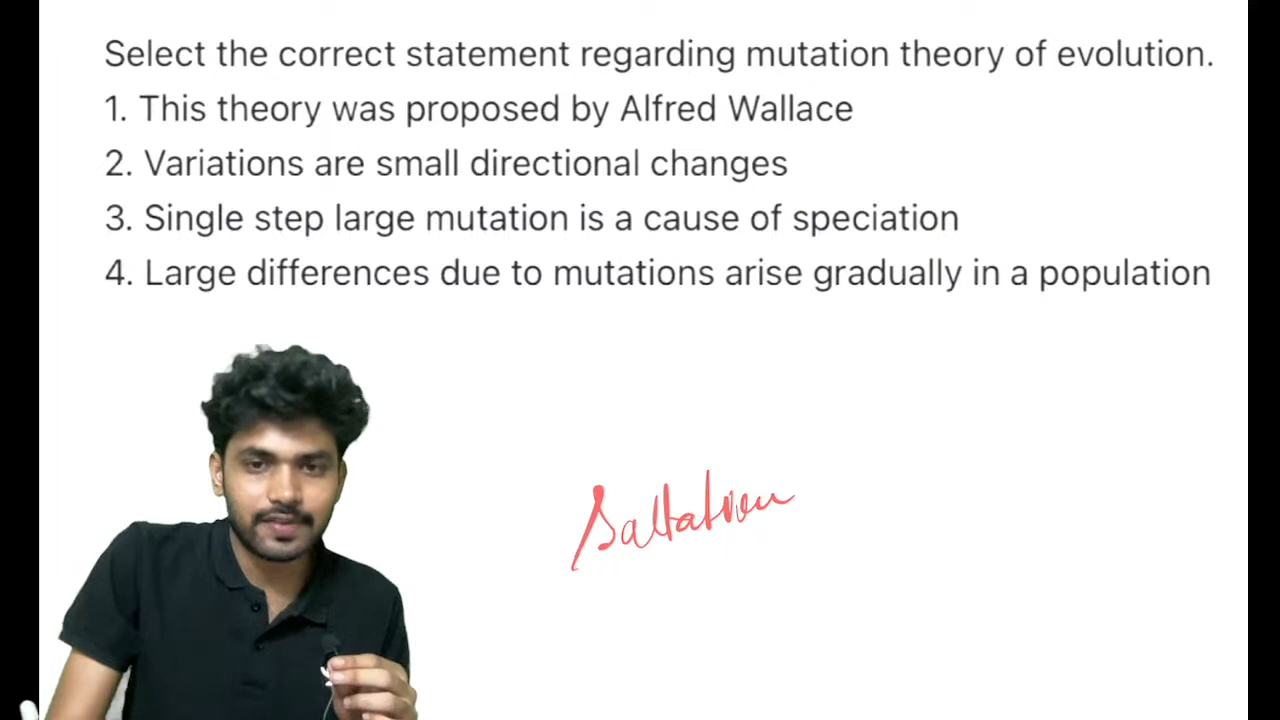 Select the correct statement regarding mutation theory of evolution.
1. This theory was proposed by Alfred Wallace
2. Variations are small directional changes
3. Single step large mutation is a cause of speciation
4. Large differences due to mutations arise gradually in a population
Saltation